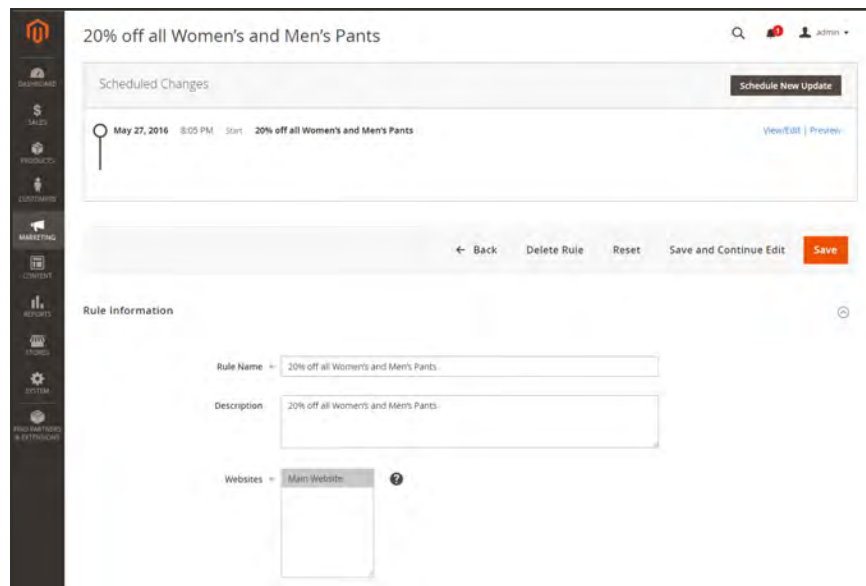 20% off all Women's and Men's Pants
1 admin
DASHBOARD
Scheduled Changes
Schedule New Update
SALES
May 27, 2016 8:05 PM Start 20% off all Women's and Men's Pants View/Edit | Preview
PRODUCTS
CUSTOMERS
MARKETING
← Back Delete Rule Reset Save and Continue Edit Save
CONTENT
REPORTS
Rule Information
STORES
Rule Name * 20% off all Women's and Men's Pants
SYSTEM
Description 20% off all Women's and Men's Pants
FIND PARTNERS
& EXTENSIONS
Websites * Main Website ?